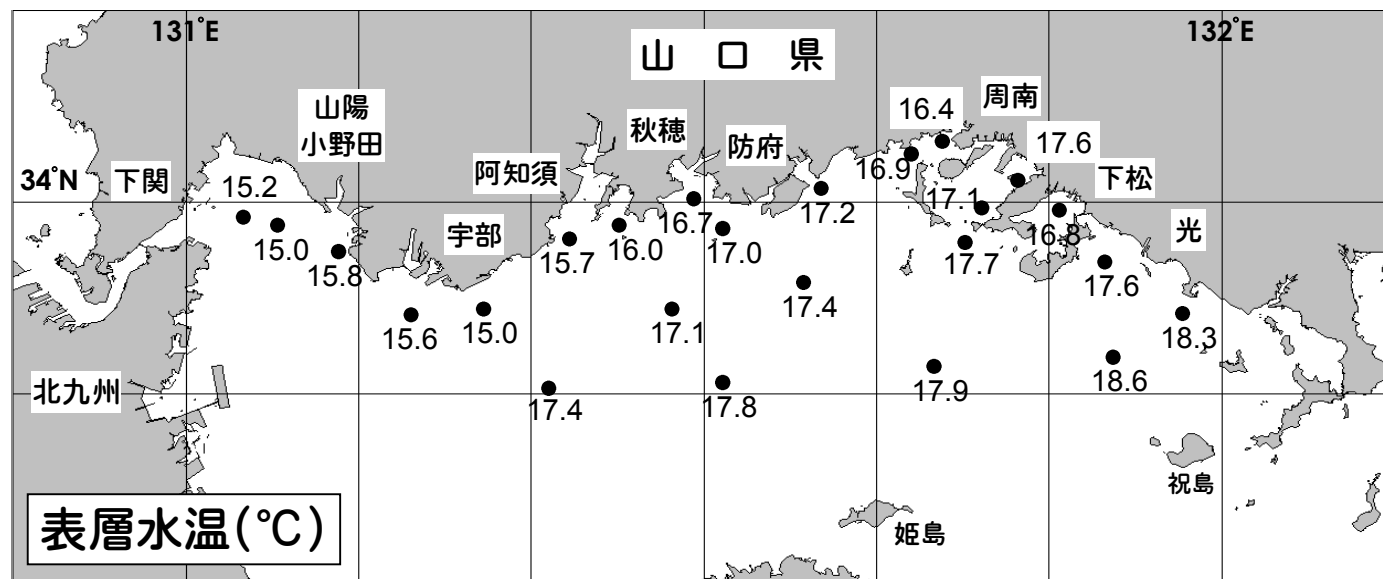 131°E
132°E
山 口 県
山陽
小野田
秋穂
防府
16.4
周南
17.6
34°N
下関
阿知須
16.9
下松
15.2
宇部
16.7
17.2
17.1
光
15.0
15.8
15.7
16.0
17.0
17.7
16.8
17.6
15.6
15.0
17.1
17.4
18.3
北九州
17.4
17.8
17.9
18.6
祝島
表層水温(℃)
姫島